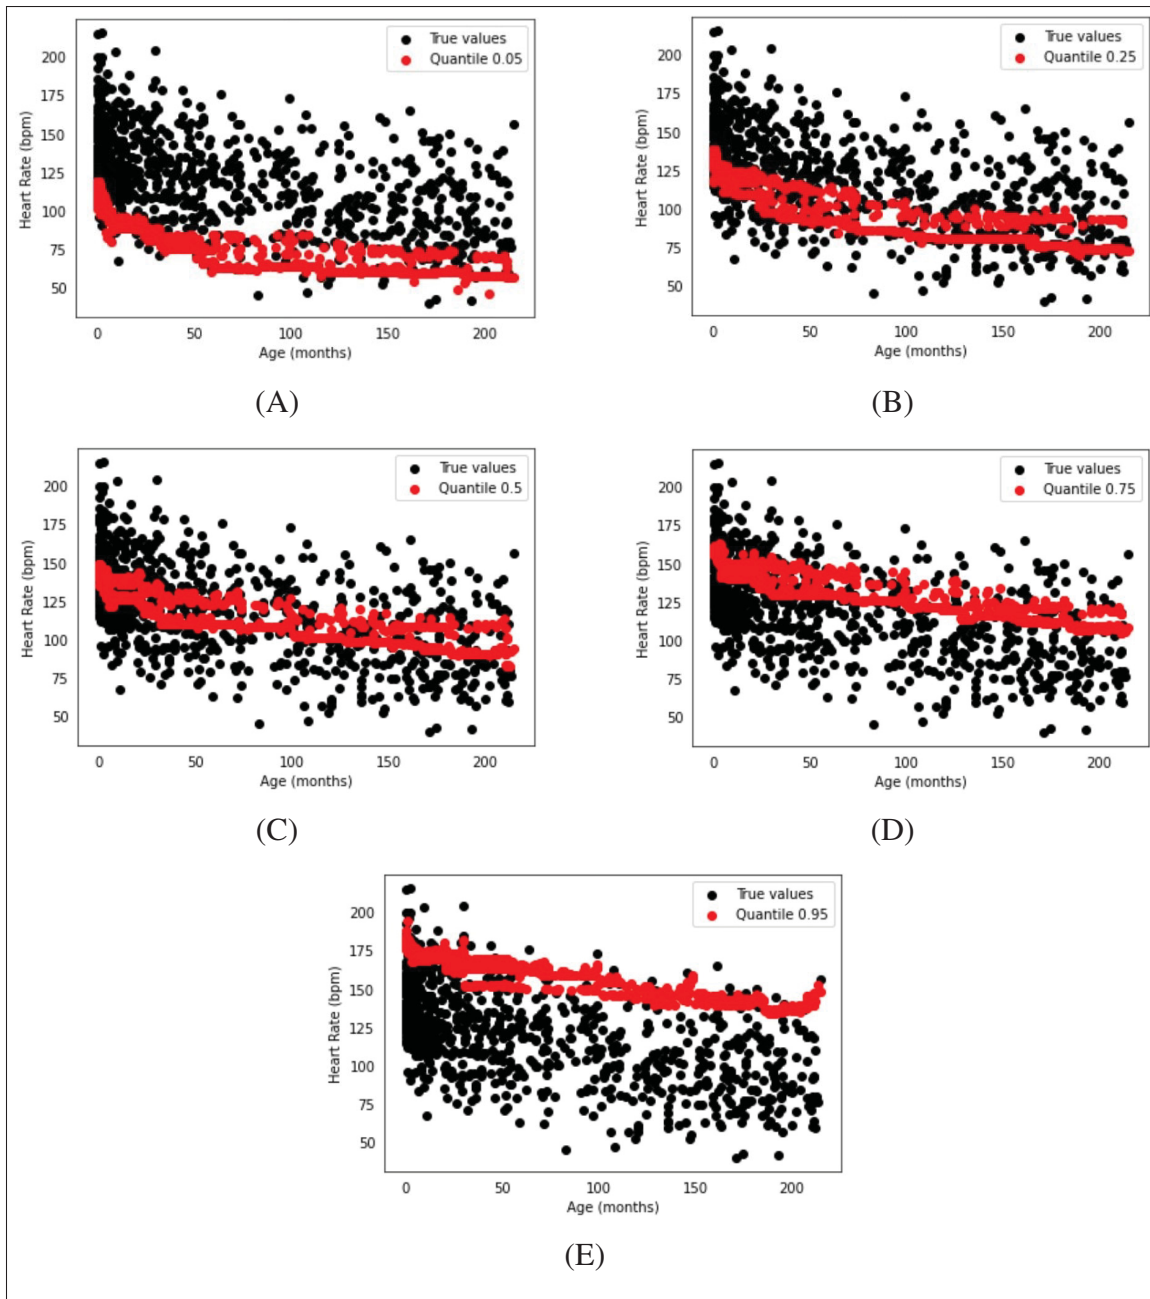 True values
Quantile 0.05
200
175
150
125
100
75
50
Heart Rate (bpm)
0 50 100 150 200
Age (months)
(A)
True values
Quantile 0.25
200
175
150
125
100
75
50
Heart Rate (bpm)
0 50 100 150 200
Age (months)
(B)
True values
Quantile 0.5
200
175
150
125
100
75
50
Heart Rate (bpm)
0 50 100 150 200
Age (months)
(C)
True values
Quantile 0.75
200
175
150
125
100
75
50
Heart Rate (bpm)
0 50 100 150 200
Age (months)
(D)
True values
Quantile 0.95
200
175
150
125
100
75
50
Heart Rate (bpm)
0 50 100 150 200
Age (months)
(E)